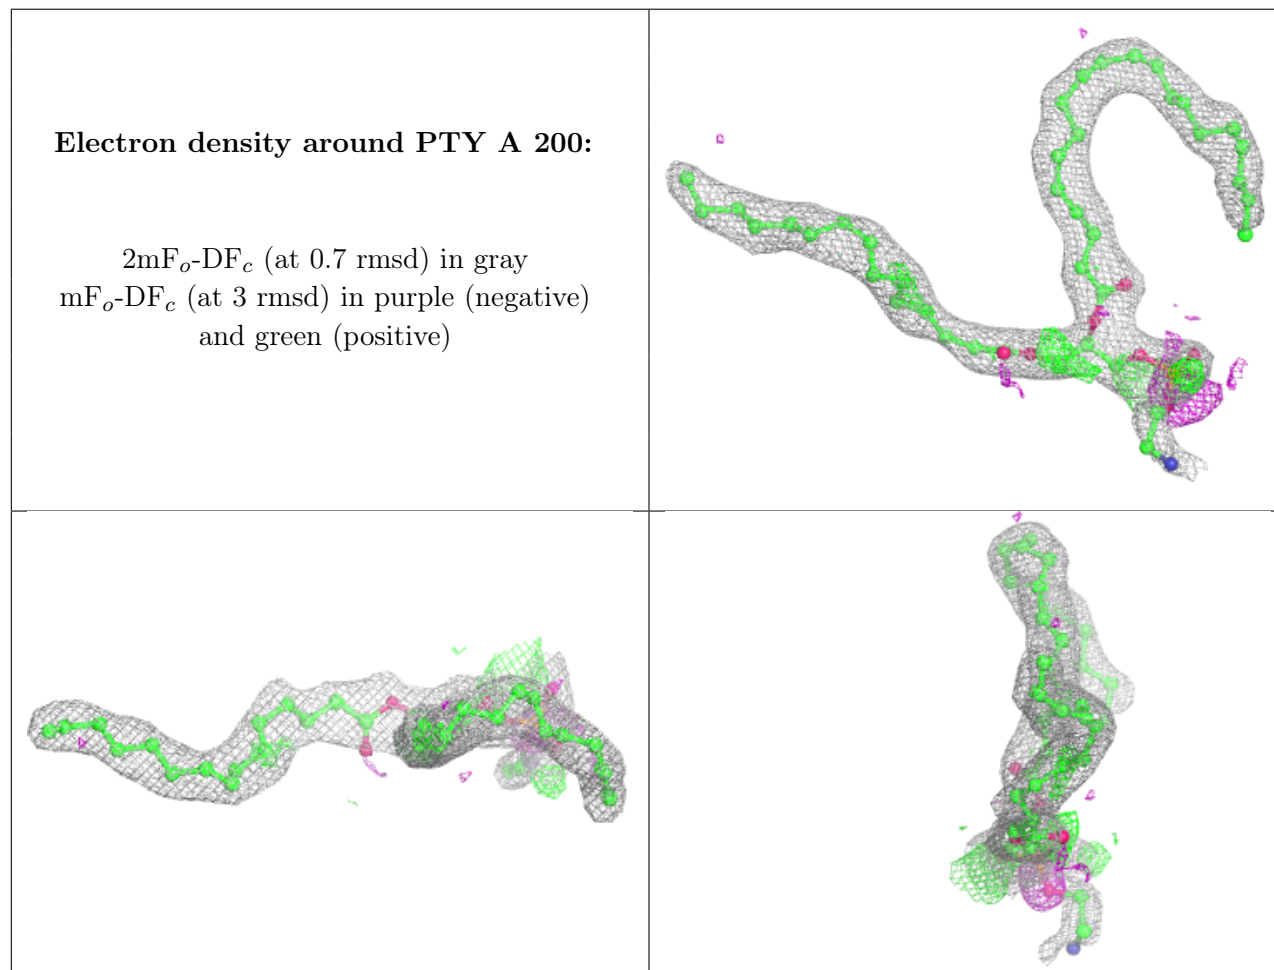 Electron density around PTY A 200:
2mFo-DFc (at 0.7 rmsd) in gray
mFo-DFc (at 3 rmsd) in purple (negative)
and green (positive)